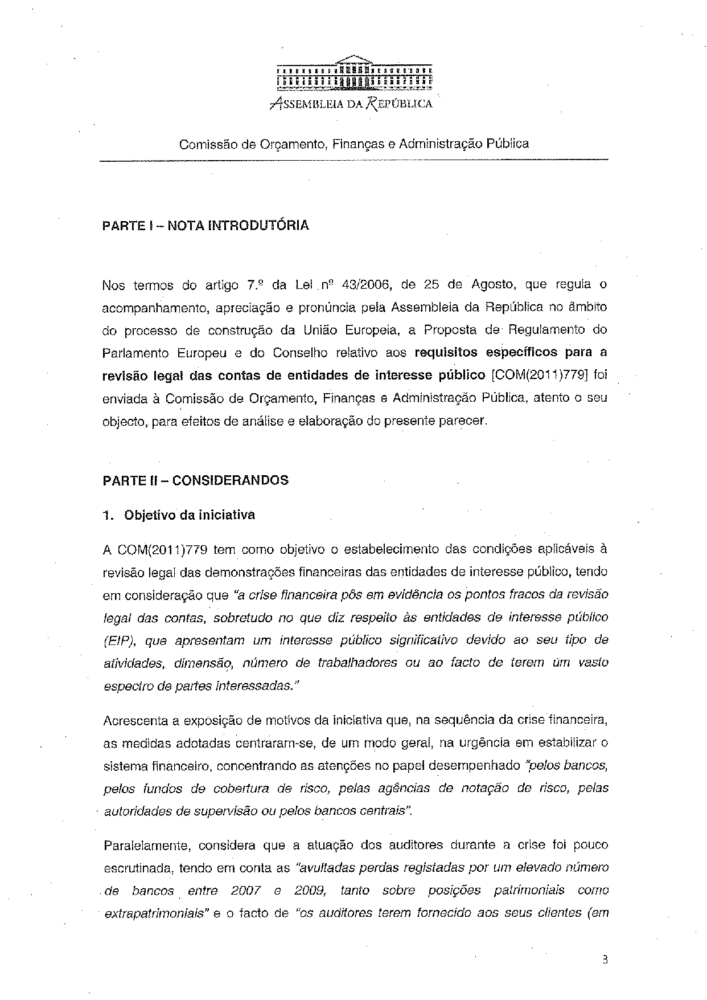 ASSEMBLEIA DA REPÚBLICA
Comissão de Orçamento, Finanças e Administração Pública
PARTE I – NOTA INTRODUTÓRIA
Nos termos do artigo 7.º da Lei nº 43/2006, de 25 de Agosto, que regula o
acompanhamento, apreciação e pronúncia pela Assembleia da República no âmbito
do processo de construção da União Europeia, a Proposta de Regulamento do
Parlamento Europeu e do Conselho relativo aos requisitos específicos para a
revisão legal das contas de entidades de interesse público [COM(2011)779] foi
enviada à Comissão de Orçamento, Finanças e Administração Pública, atento o seu
objecto, para efeitos de análise e elaboração do presente parecer.
PARTE II – CONSIDERANDOS
1. Objetivo da iniciativa
A COM(2011)779 tem como objetivo o estabelecimento das condições aplicáveis à
revisão legal das demonstrações financeiras das entidades de interesse público, tendo
em consideração que "a crise financeira pôs em evidência os pontos fracos da revisão
legal das contas, sobretudo no que diz respeito às entidades de interesse público
(EIP), que apresentam um interesse público significativo devido ao seu tipo de
atividades, dimensão, número de trabalhadores ou ao facto de terem um vasto
espectro de partes interessadas."
Acrescenta a exposição de motivos da iniciativa que, na sequência da crise financeira,
as medidas adotadas centraram-se, de um modo geral, na urgência em estabilizar o
sistema financeiro, concentrando as atenções no papel desempenhado "pelos bancos,
pelos fundos de cobertura de risco, pelas agências de notação de risco, pelas
autoridades de supervisão ou pelos bancos centrais".
Paralelamente, considera que a atuação dos auditores durante a crise foi pouco
escrutinada, tendo em conta as "avultadas perdas registadas por um elevado número
de bancos entre 2007 e 2009, tanto sobre posições patrimoniais como
extrapatrimoniais" e o facto de "os auditores terem fornecido aos seus clientes (em
3